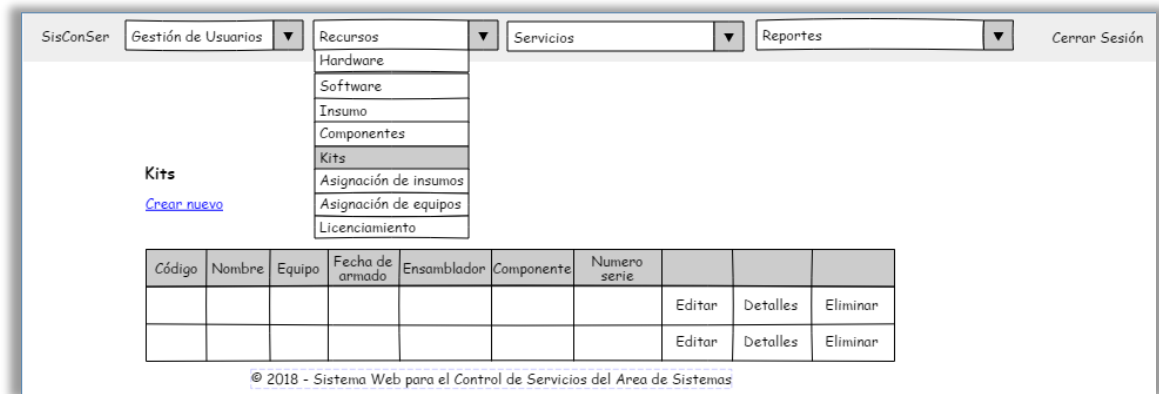 SisConSer Gestión de Usuarios ▼ Recursos ▼ Servicios ▼ Reportes ▼ Cerrar Sesión
Hardware
Software
Insumo
Componentes
Kits
Asignación de insumos
Asignación de equipos
Licenciamiento
Kits
Crear nuevo
Código Nombre Equipo Fecha de armado Ensamblador Componente Numero serie
Editar Detalles Eliminar
Editar Detalles Eliminar
© 2018 - Sistema Web para el Control de Servicios del Area de Sistemas